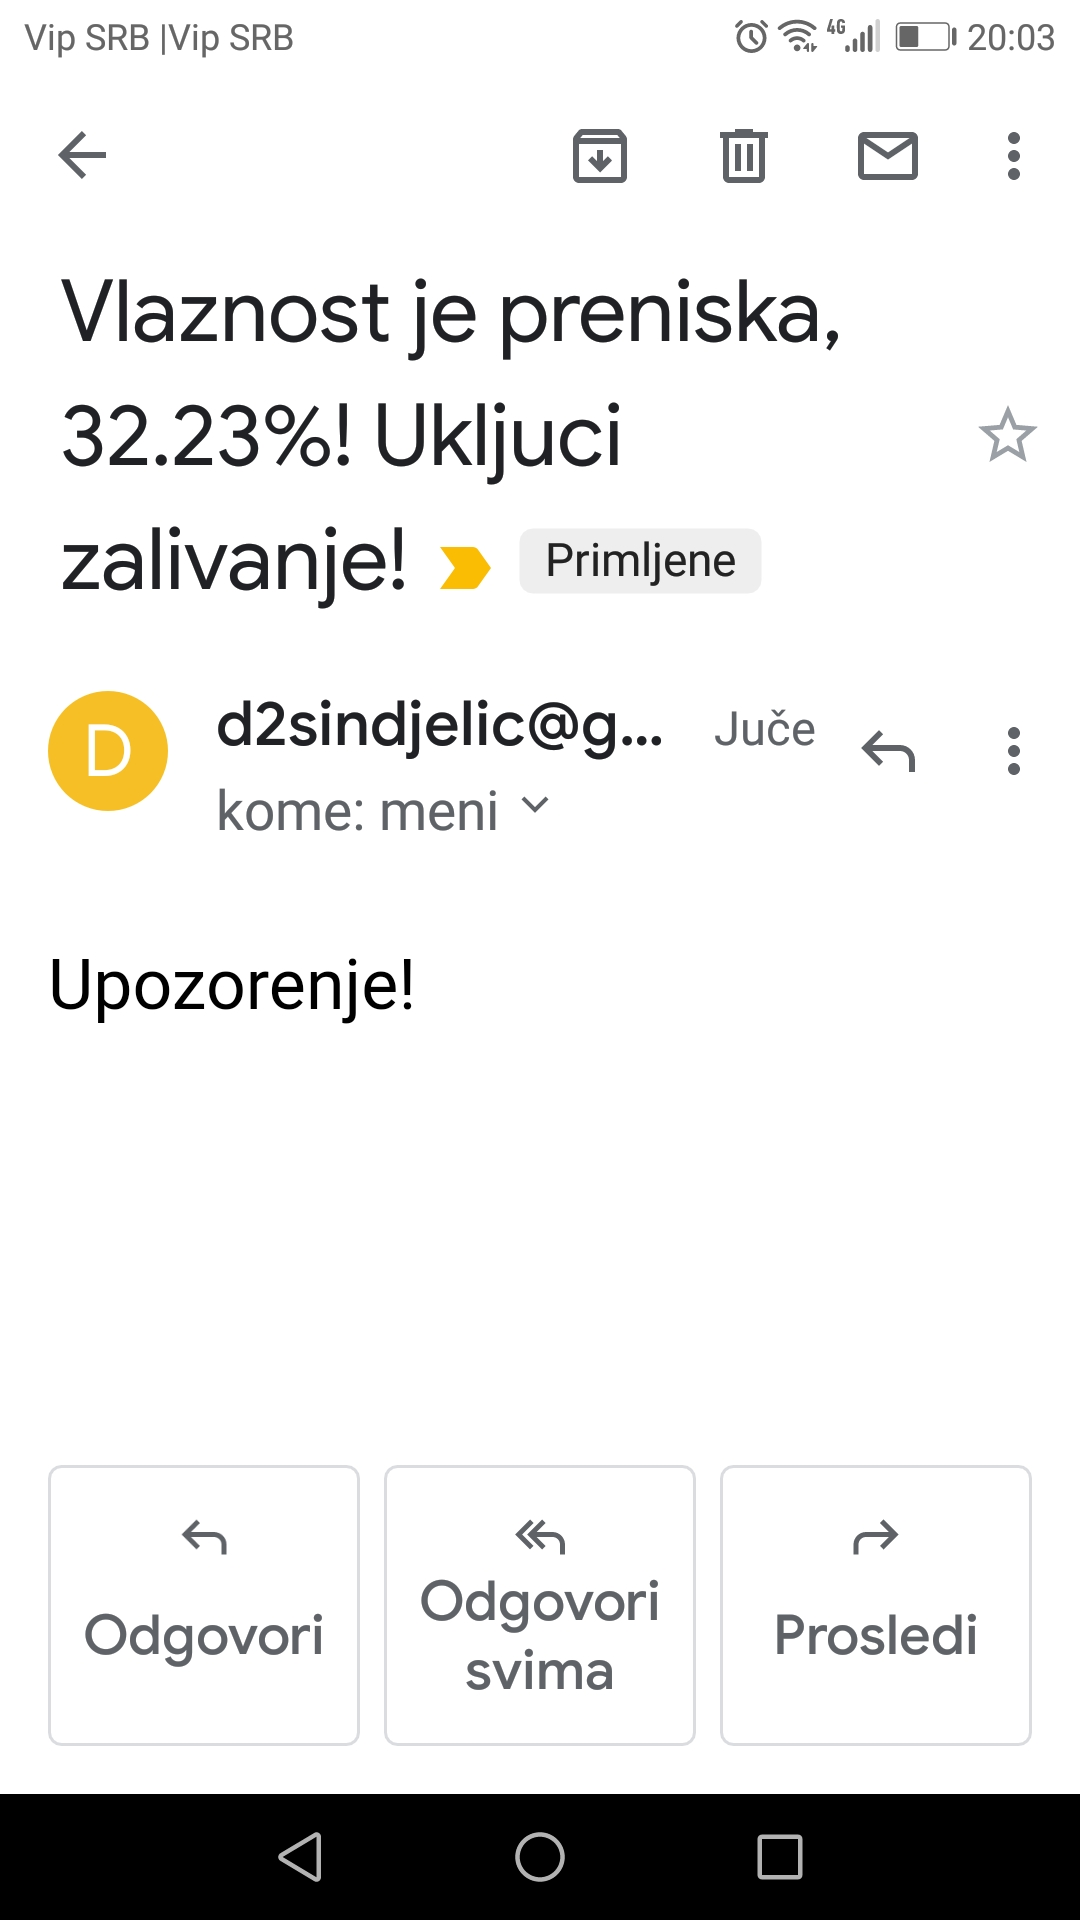 Vip SRB |Vip SRB 4G 20:03
Vlaznost je preniska,
32.23%! Ukljuci
zalivanje! Primljene
D
d2sindjelic@g... Juče
kome: meni
Upozorenje!
Odgovori
Odgovori
svima
Prosledi